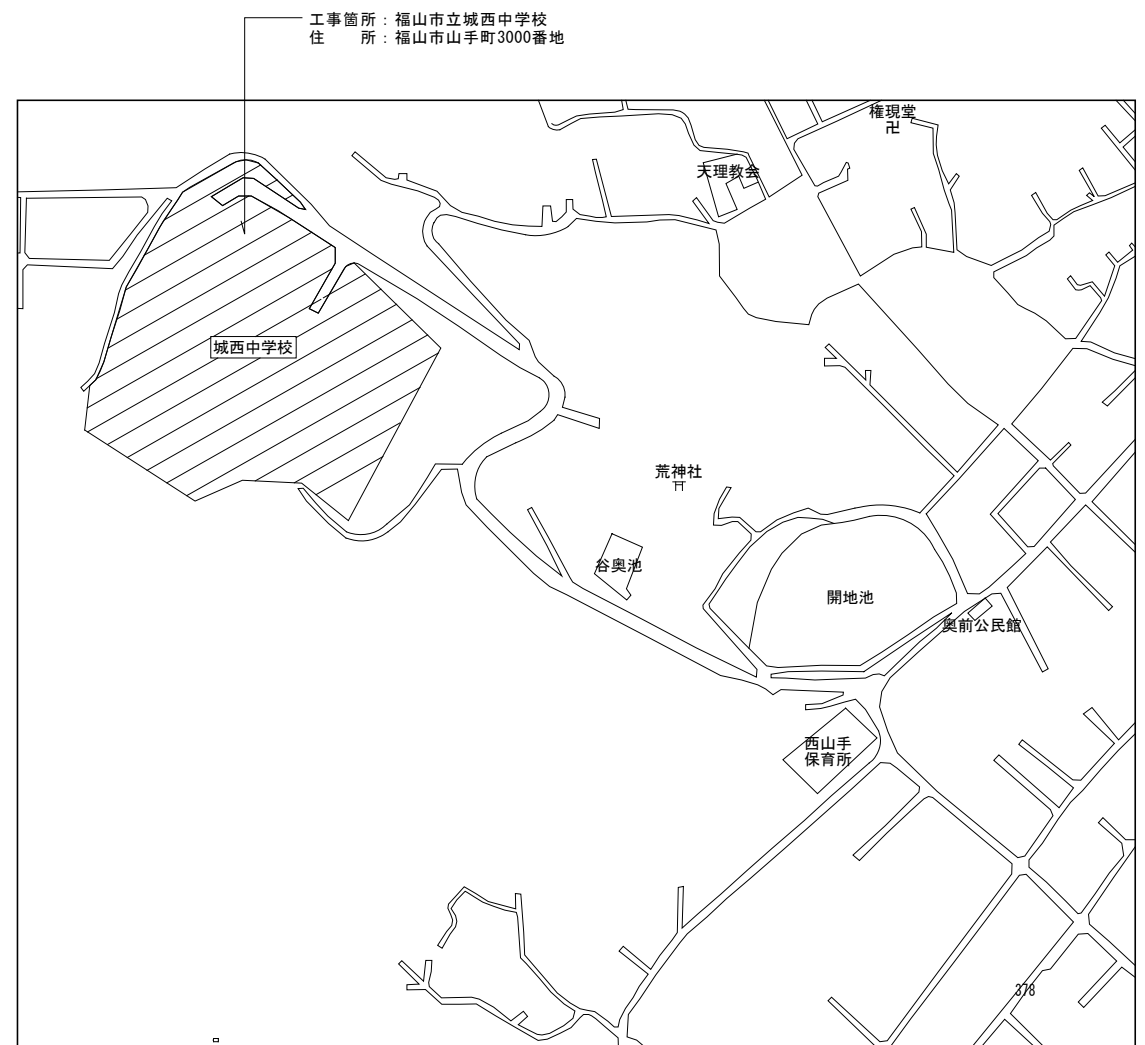 工事箇所：福山市立城西中学校
住　　所：福山市山手町3000番地
権現堂
卍
天理教会
城西中学校
荒神社
谷奥池
開地池
奥前公民館
西山手
保育所
378